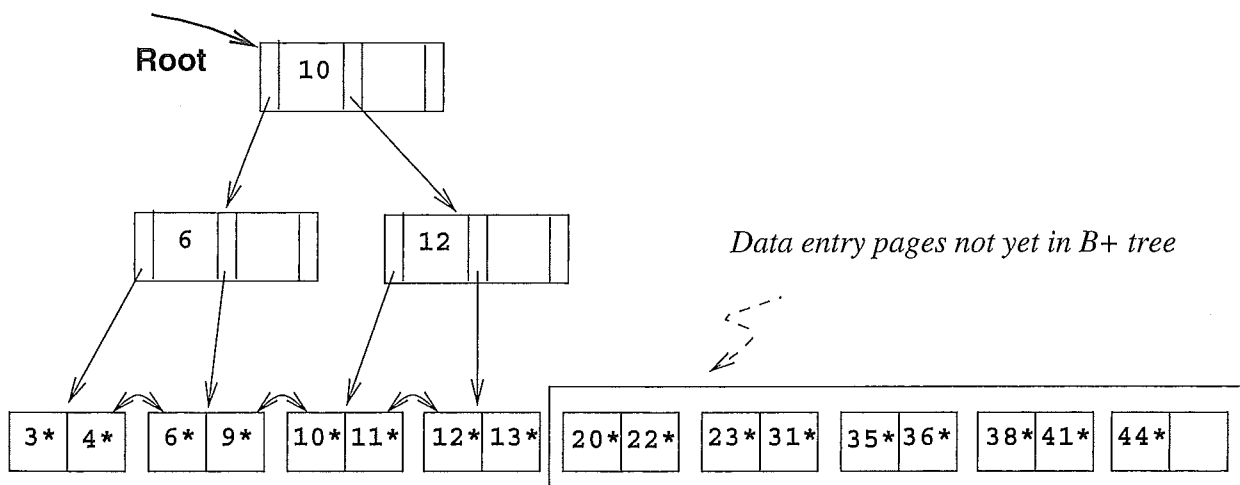 Root
10
6
12
Data entry pages not yet in B+ tree
3* 4* 6* 9* 10* 11* 12* 13* 20* 22* 23* 31* 35* 36* 38* 41* 44*